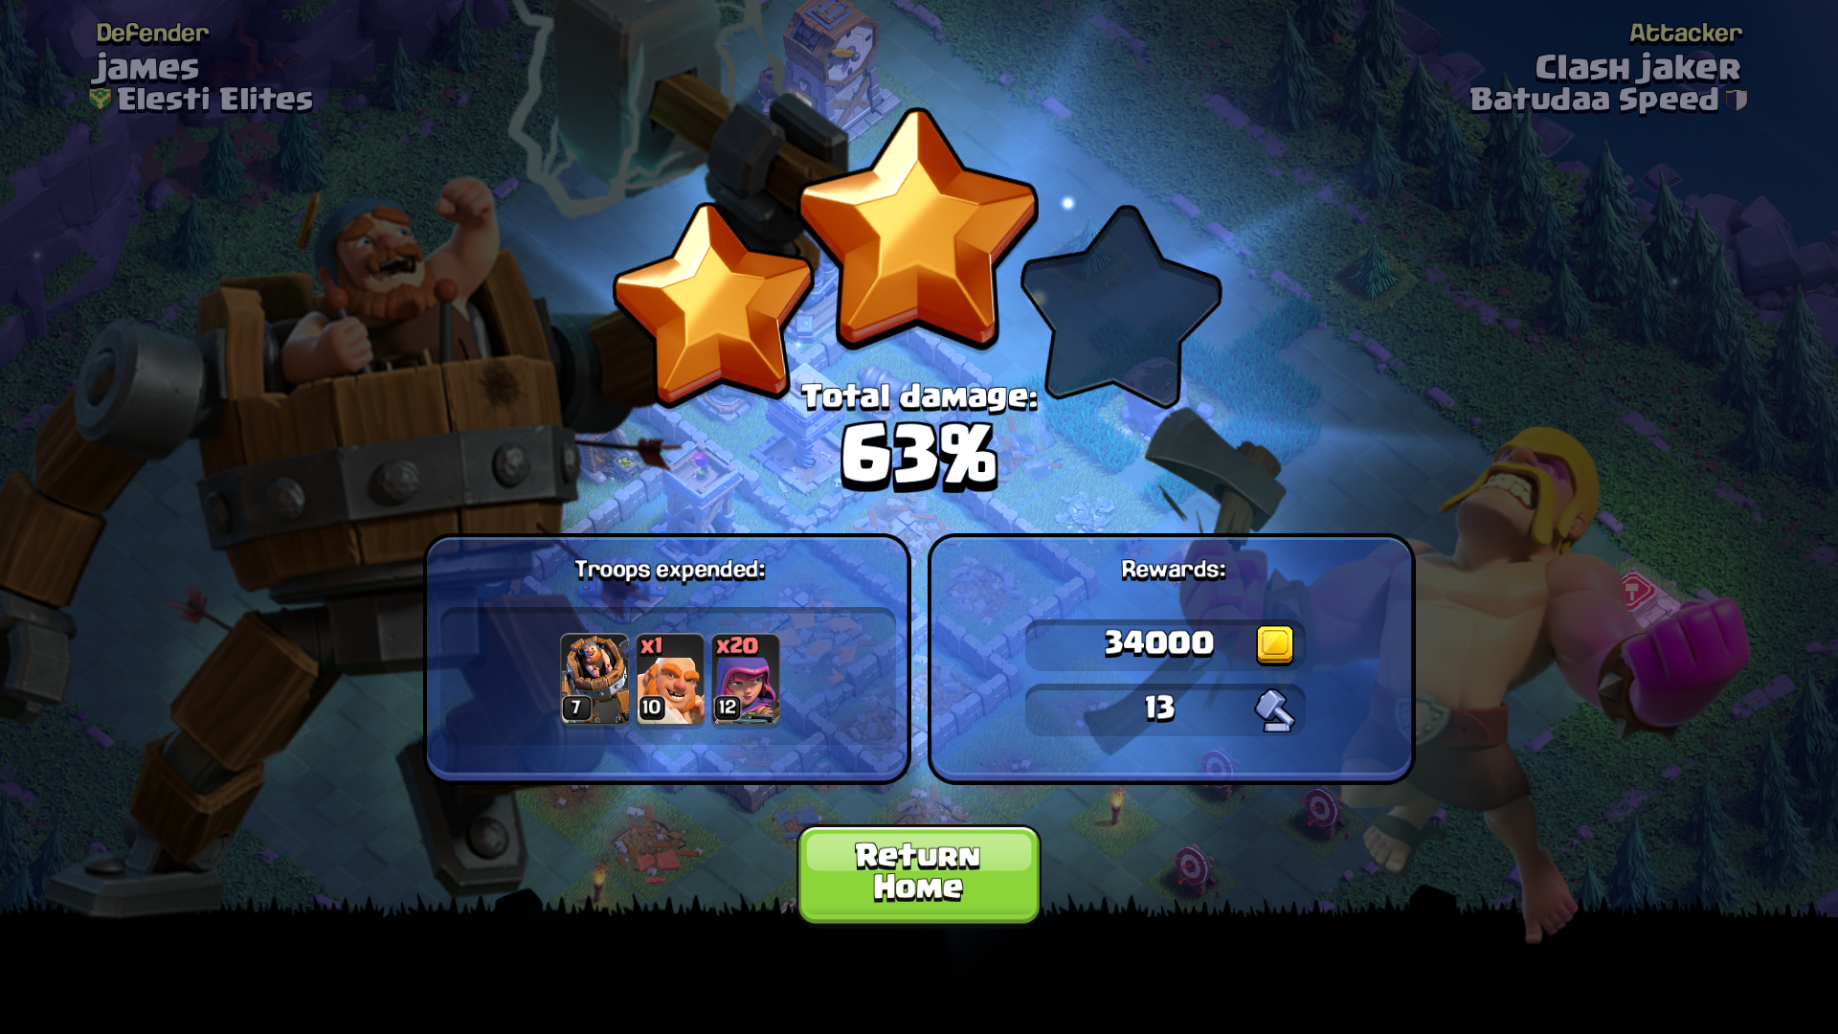 Defender
james
Elesti Elites
Attacker
Clash jaker
Batudaa Speed
Total damage:
63%
Troops expended:
7
x1
10
x20
12
Rewards:
34000
13
Return
Home